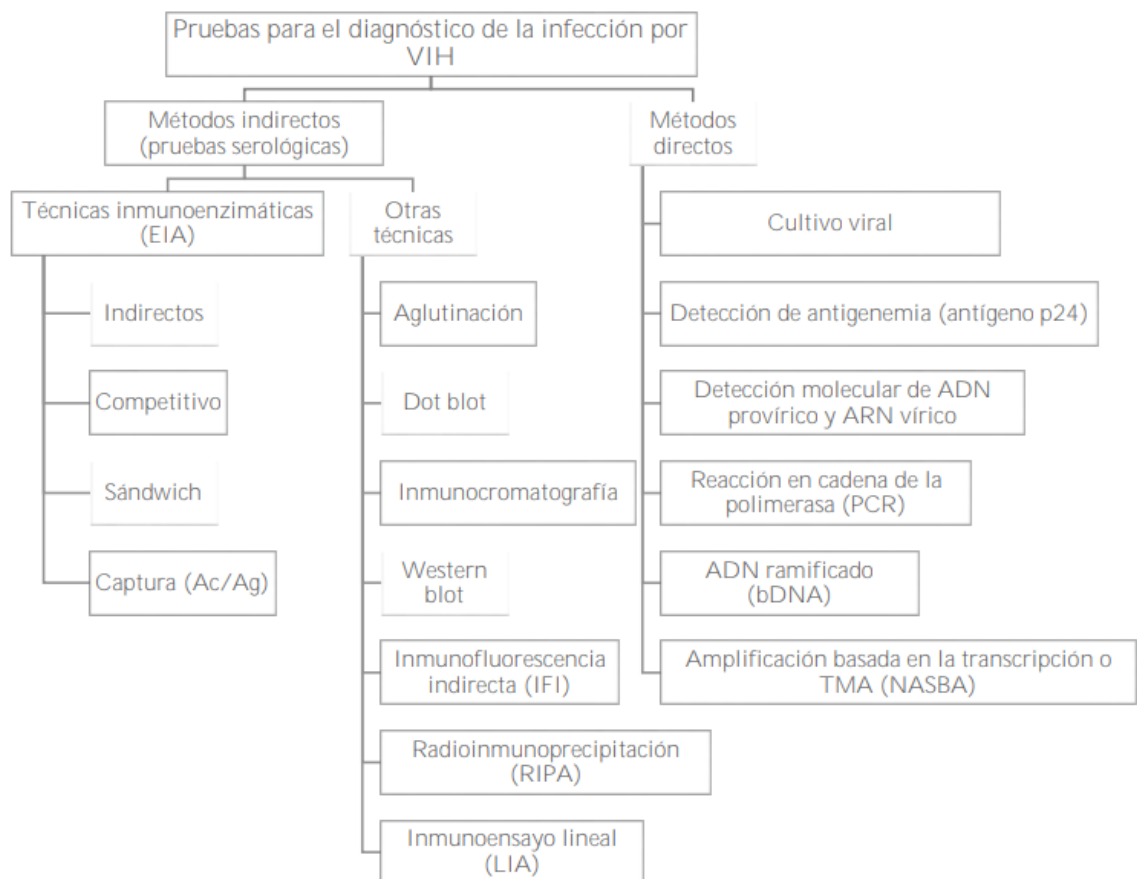 Pruebas para el diagnóstico de la infección por
VIH
Métodos indirectos
(pruebas serológicas)
Métodos
directos
Técnicas inmunoenzimáticas
(EIA)
Otras
técnicas
Indirectos
Competitivo
Sándwich
Captura (Ac/Ag)
Aglutinación
Dot blot
Inmunocromatografía
Western
blot
Inmunofluorescencia
indirecta (IFI)
Radioinmunoprecipitación
(RIPA)
Inmunoensayo lineal
(LIA)
Cultivo viral
Detección de antigenemia (antígeno p24)
Detección molecular de ADN
provírico y ARN vírico
Reacción en cadena de la
polimerasa (PCR)
ADN ramificado
(bDNA)
Amplificación basada en la transcripción o
TMA (NASBA)